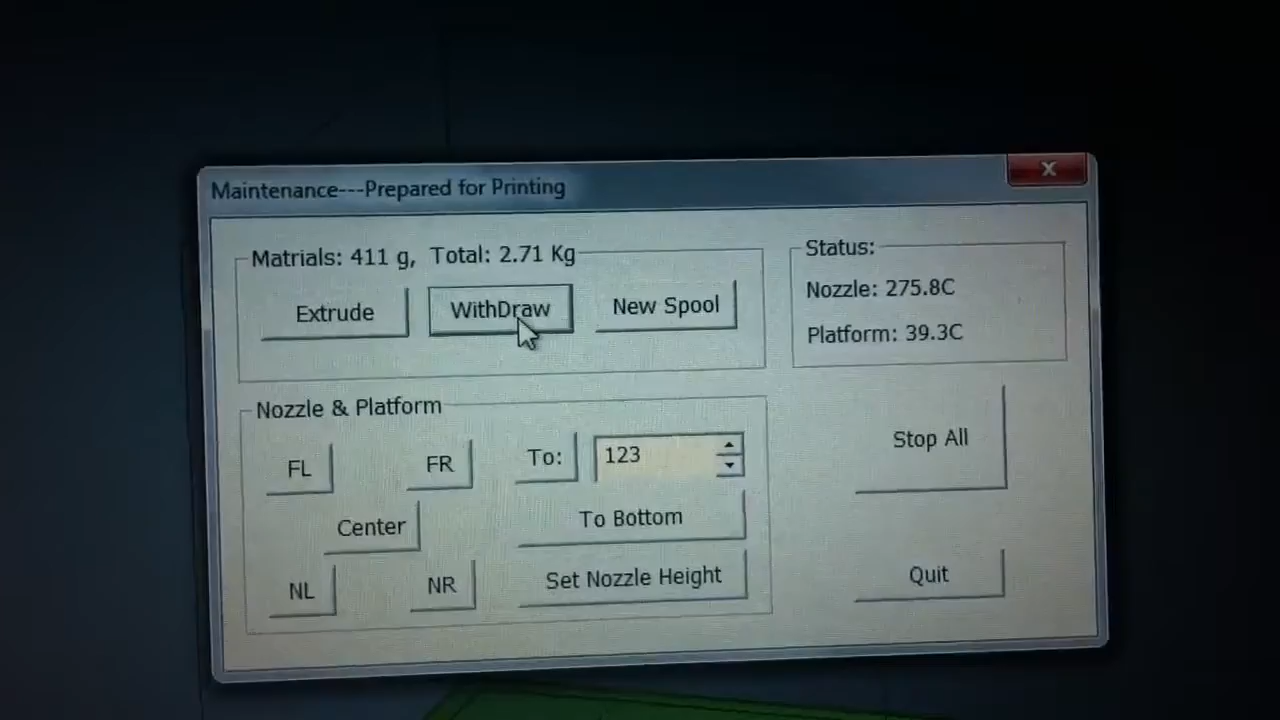 Maintenance---Prepared for Printing
X
Matrials: 411 g, Total: 2.71 Kg
Extrude
WithDraw
New Spool
Status:
Nozzle: 275.8C
Platform: 39.3C
Nozzle & Platform
FL
FR
To:
123
Center
To Bottom
NL
NR
Set Nozzle Height
Stop All
Quit